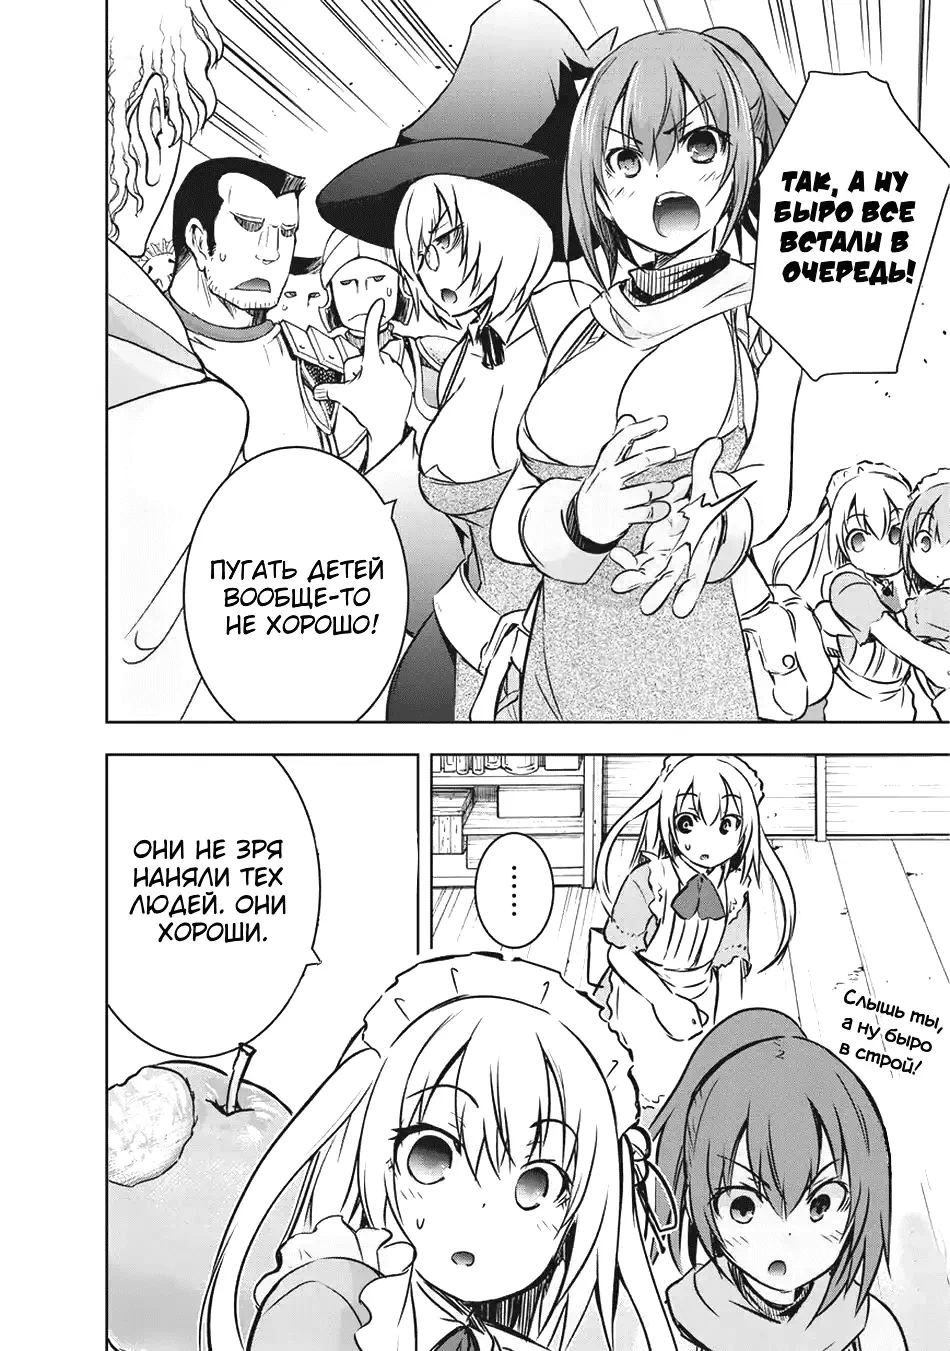 ТАК, А НУ
БЫРО ВСЕ
ВСТАЛИ В
ОЧЕРЕДЬ!
ПУГАТЬ ДЕТЕЙ
ВООБЩЕ-ТО
НЕ ХОРОШО!
......
ОНИ НЕ ЗРЯ
НАНЯЛИ ТЕХ
ЛЮДЕЙ. ОНИ
ХОРОШИ.
Слышь ты,
а ну быро
в строй!